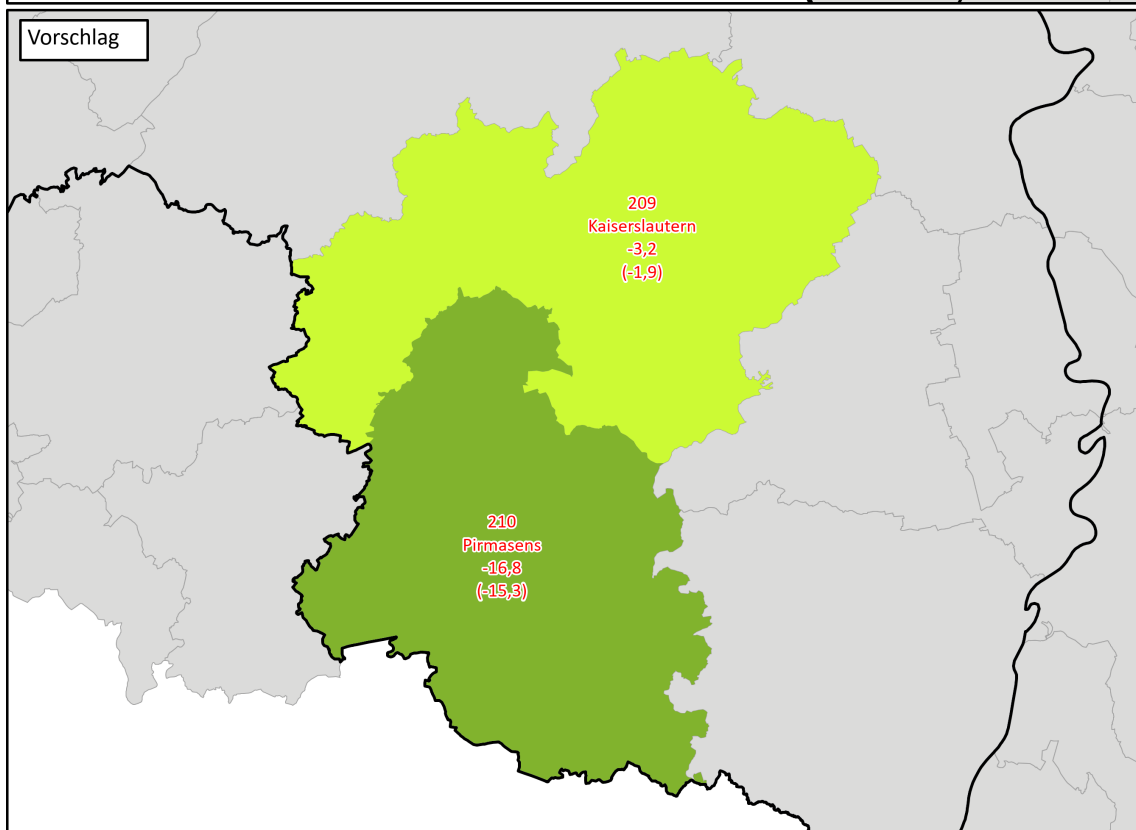 Vorschlag
209
Kaiserslautern
-3,2
(-1,9)
210
Pirmasens
-16,8
(-15,3)